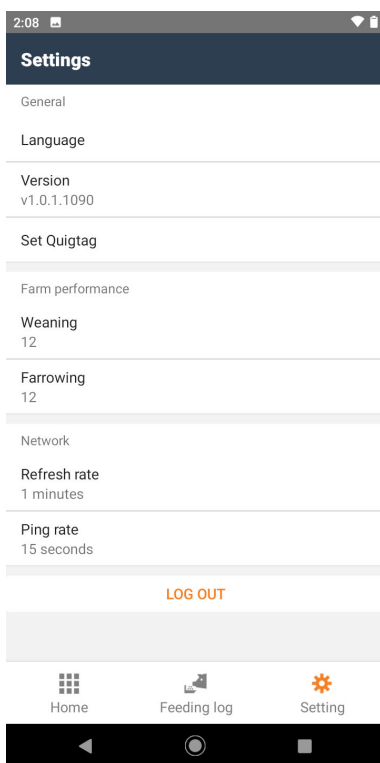 2:08
Settings
General
Language
Version
v1.0.1.1090
Set Quigtag
Farm performance
Weaning
12
Farrowing
12
Network
Refresh rate
1 minutes
Ping rate
15 seconds
LOG OUT
Home Feeding log Setting